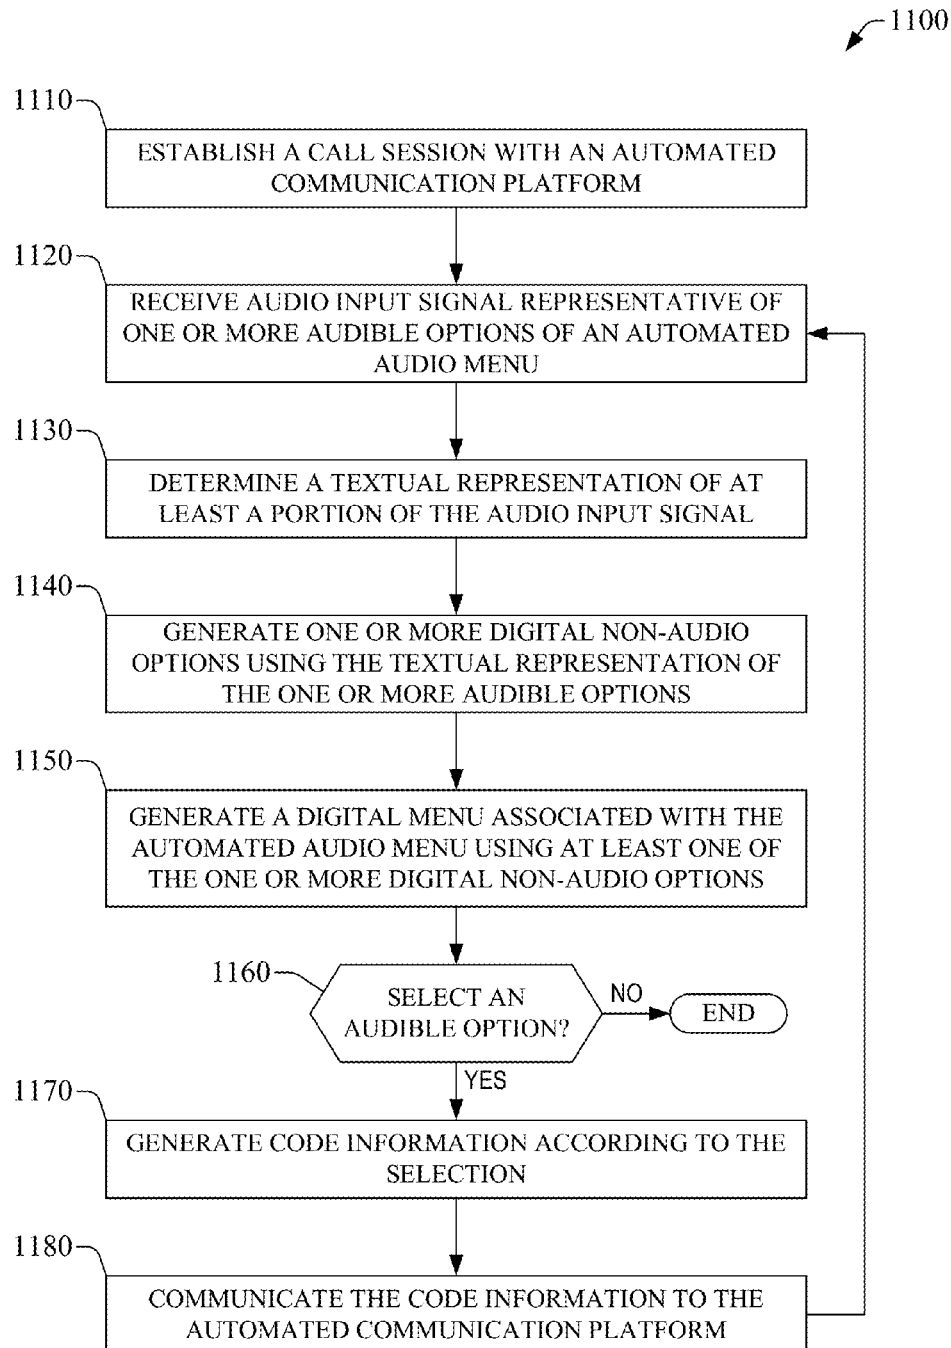 1100
1110
ESTABLISH A CALL SESSION WITH AN AUTOMATED
COMMUNICATION PLATFORM
1120
RECEIVE AUDIO INPUT SIGNAL REPRESENTATIVE OF
ONE OR MORE AUDIBLE OPTIONS OF AN AUTOMATED
AUDIO MENU
1130
DETERMINE A TEXTUAL REPRESENTATION OF AT
LEAST A PORTION OF THE AUDIO INPUT SIGNAL
1140
GENERATE ONE OR MORE DIGITAL NON-AUDIO
OPTIONS USING THE TEXTUAL REPRESENTATION OF
THE ONE OR MORE AUDIBLE OPTIONS
1150
GENERATE A DIGITAL MENU ASSOCIATED WITH THE
AUTOMATED AUDIO MENU USING AT LEAST ONE OF
THE ONE OR MORE DIGITAL NON-AUDIO OPTIONS
1160
SELECT AN
AUDIBLE OPTION?
NO
END
YES
1170
GENERATE CODE INFORMATION ACCORDING TO THE
SELECTION
1180
COMMUNICATE THE CODE INFORMATION TO THE
AUTOMATED COMMUNICATION PLATFORM